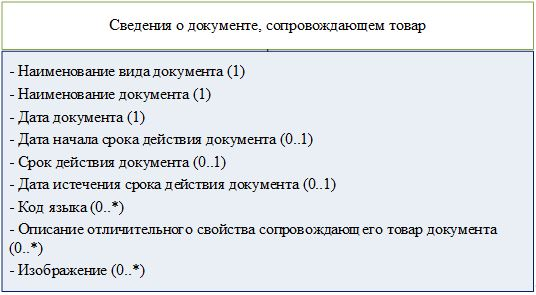 Сведения о документе, сопровождающем товар
- Наименование вида документа (1)
- Наименование документа (1)
- Дата документа (1)
- Дата начала срока действия документа (0..1)
- Срок действия документа (0..1)
- Дата истечения срока действия документа (0..1)
- Код языка (0..*)
- Описание отличительного свойства сопровождающего товар документа
(0..*)
- Изображение (0..*)